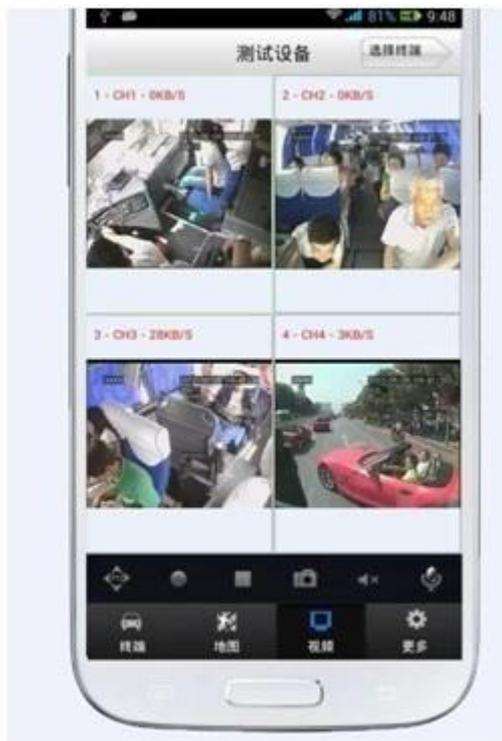 81% 9:48
测试设备 选择终端
1 - CH1 - 0KB/S 2 - CH2 - 0KB/S
3 - CH3 - 28KB/S 4 - CH4 - 3KB/S
终端 地图 视频 更多